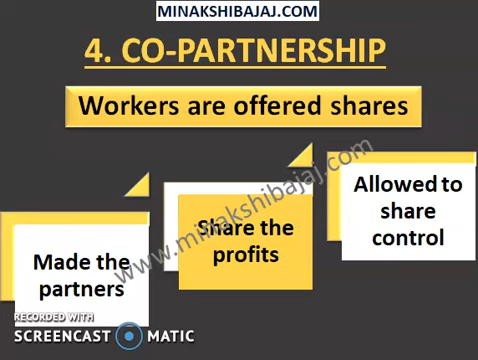 MINAKSHIBAJAJ.COM
4. CO-PARTNERSHIP
Workers are offered shares
Made the
partners
Share the
profits
Allowed to
share
control
www.minakshibajaj.com
RECORDED WITH
SCREENCAST MATIC